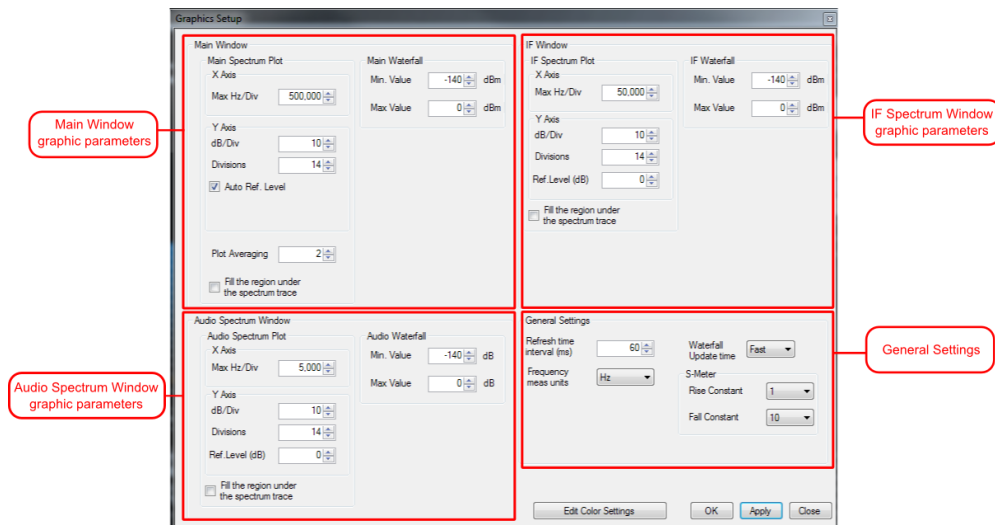 Graphics Setup
Main Window
Main Spectrum Plot
X Axis
Max Hz/Div 500,000
Y Axis
dB/Div 10
Divisions 14
Auto Ref. Level
Plot Averaging 2
Fill the region under
the spectrum trace
Main Waterfall
Min. Value -140 dBm
Max Value 0 dBm
IF Window
IF Spectrum Plot
X Axis
Max Hz/Div 50,000
Y Axis
dB/Div 10
Divisions 14
Ref.Level (dB) 0
Fill the region under
the spectrum trace
IF Waterfall
Min. Value -140 dBm
Max Value 0 dBm
Main Window
graphic parameters
IF Spectrum Window
graphic parameters
Audio Spectrum Window
Audio Spectrum Plot
X Axis
Max Hz/Div 5,000
Y Axis
dB/Div 10
Divisions 14
Ref.Level (dB) 0
Fill the region under
the spectrum trace
Audio Waterfall
Min. Value -140 dB
Max Value 0 dB
General Settings
Refresh time
interval (ms) 60
Frequency
meas units Hz
Waterfall
Update time Fast
S-Meter
Rise Constant 1
Fall Constant 10
Audio Spectrum Window
graphic parameters
General Settings
Edit Color Settings
OK
Apply
Close